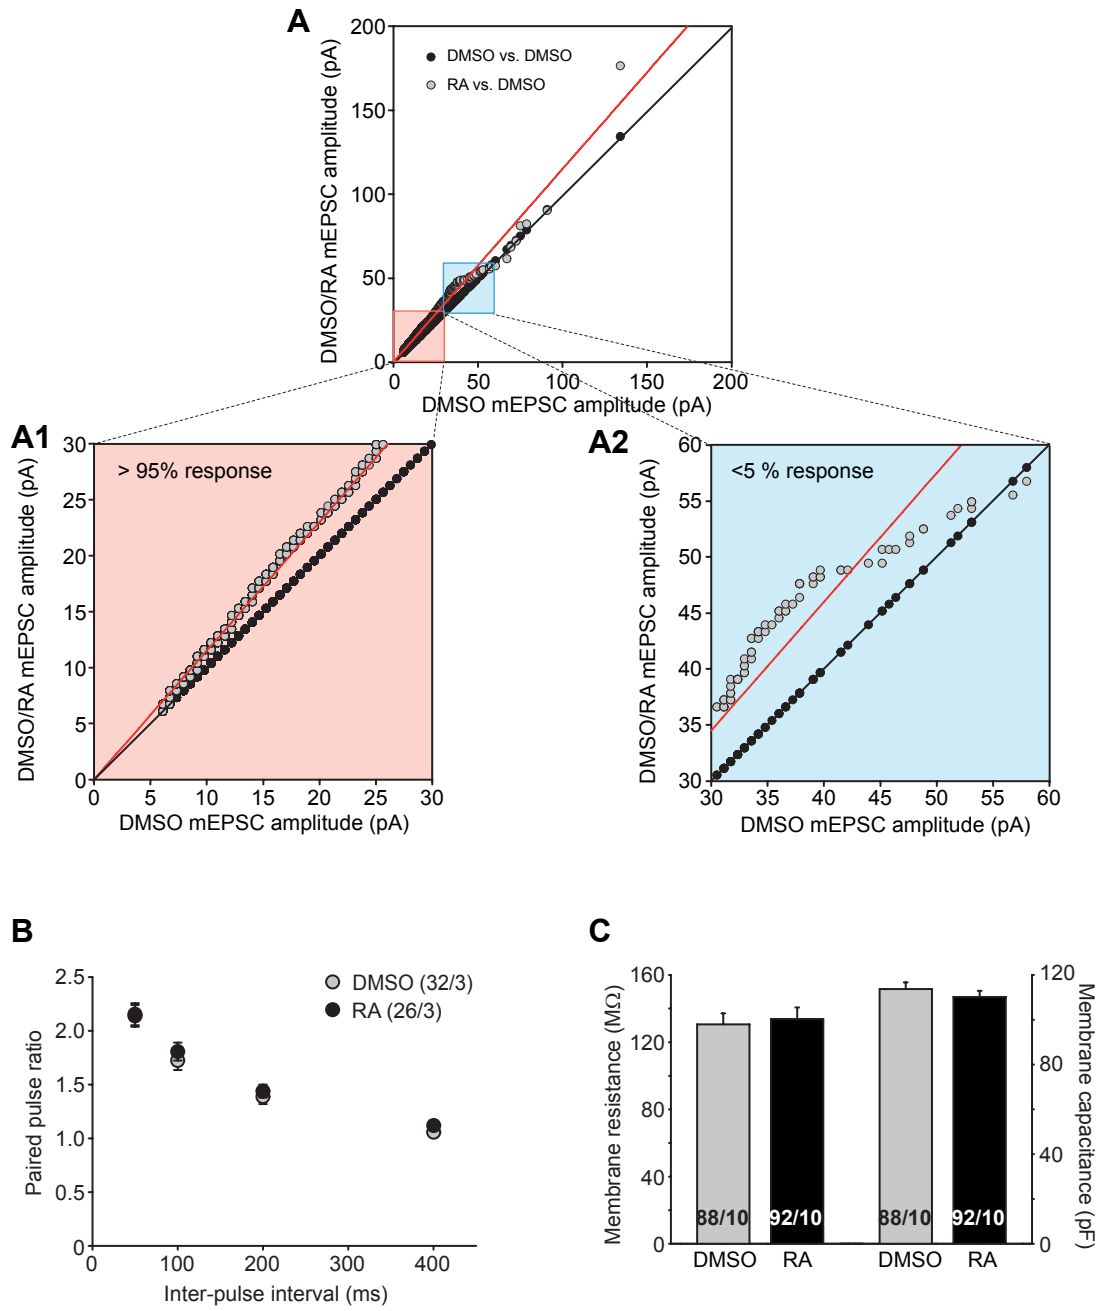 A
DMSO/RA mEPSC amplitude (pA)
200
150
100
50
0
DMSO vs. DMSO
RA vs. DMSO
0 50 100 150 200
DMSO mEPSC amplitude (pA)
A1
DMSO/RA mEPSC amplitude (pA)
30
25
20
15
10
5
0
> 95% response
0 5 10 15 20 25 30
DMSO mEPSC amplitude (pA)
A2
DMSO/RA mEPSC amplitude (pA)
60
55
50
45
40
35
30
<5 % response
30 35 40 45 50 55 60
DMSO mEPSC amplitude (pA)
B
Paired pulse ratio
2.5
2.0
1.5
1.0
0.5
0
DMSO (32/3)
RA (26/3)
0 100 200 300 400
Inter-pulse interval (ms)
C
Membrane resistance (MΩ)
160
120
80
40
0
88/10 92/10 88/10 92/10
DMSO RA DMSO RA
120
80
40
0
Membrane capacitance (pF)